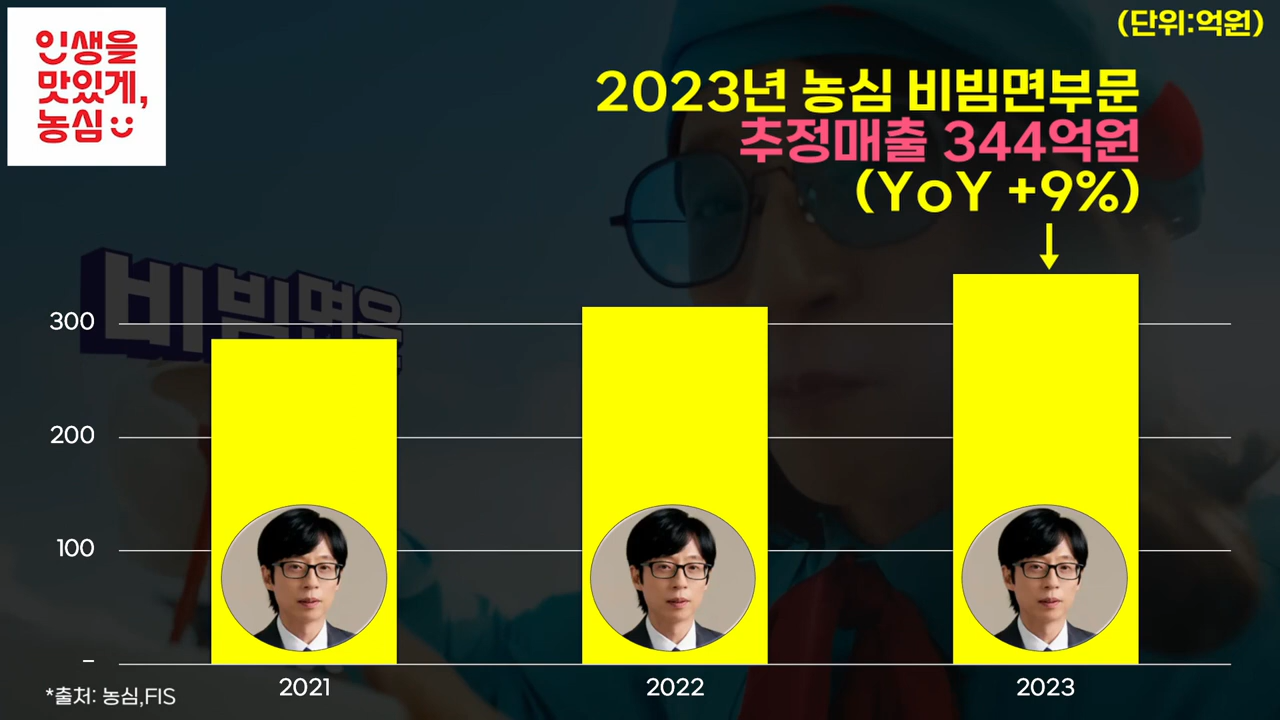 인생을
맛있게,
농심
(단위:억원)
2023년 농심 비빔면부문
추정매출 344억원
(YoY +9%)
비빔면을
300
200
100
–
2021
2022
2023
*출처: 농심,FIS